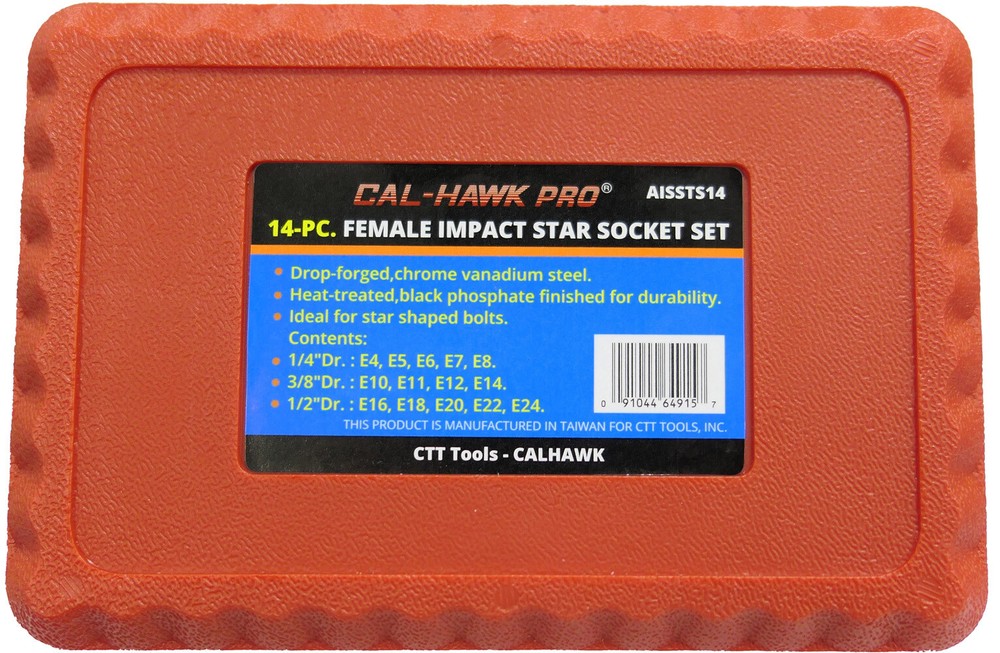 CAL-HAWK PRO® AISSTS14
14-PC. FEMALE IMPACT STAR SOCKET SET
• Drop-forged,chrome vanadium steel.
• Heat-treated,black phosphate finished for durability.
• Ideal for star shaped bolts.
Contents:
• 1/4"Dr. : E4, E5, E6, E7, E8.
• 3/8"Dr. : E10, E11, E12, E14.
• 1/2"Dr. : E16, E18, E20, E22, E24.
0 91044 64915 7
THIS PRODUCT IS MANUFACTURED IN TAIWAN FOR CTT TOOLS, INC.
CTT Tools - CALHAWK